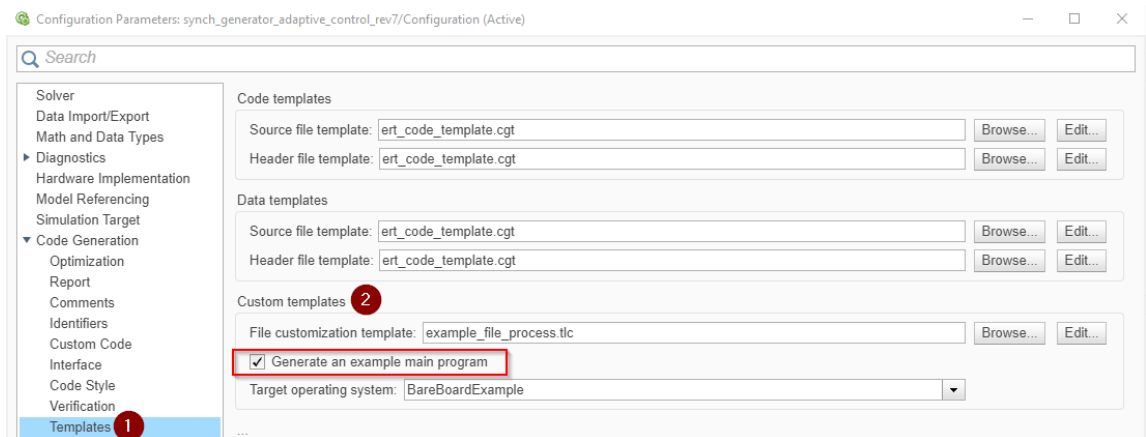 Configuration Parameters: synch_generator_adaptive_control_rev7/Configuration (Active)
Search
Solver
Data Import/Export
Math and Data Types
Diagnostics
Hardware Implementation
Model Referencing
Simulation Target
Code Generation
Optimization
Report
Comments
Identifiers
Custom Code
Interface
Code Style
Verification
Templates 1
Code templates
Source file template: ert_code_template.cgt Browse... Edit...
Header file template: ert_code_template.cgt Browse... Edit...
Data templates
Source file template: ert_code_template.cgt Browse... Edit...
Header file template: ert_code_template.cgt Browse... Edit...
Custom templates 2
File customization template: example_file_process.tlc Browse... Edit...
Generate an example main program
Target operating system: BareBoardExample
...